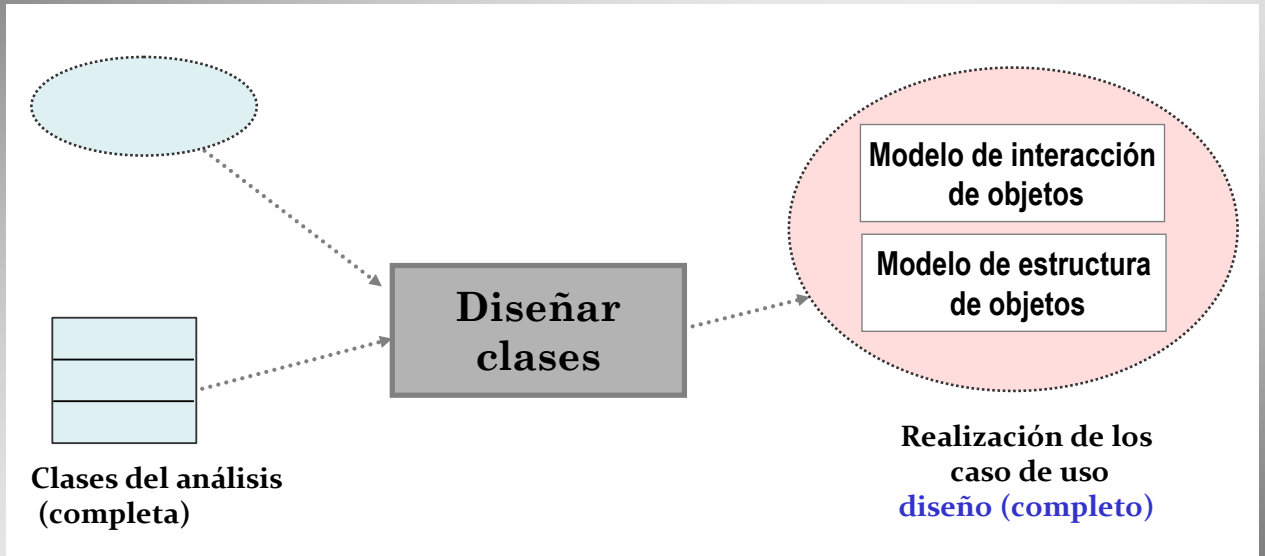 Modelo de interacción
de objetos
Modelo de estructura
de objetos
Diseñar
clases
Clases del análisis
(completa)
Realización de los
caso de uso
diseño (completo)